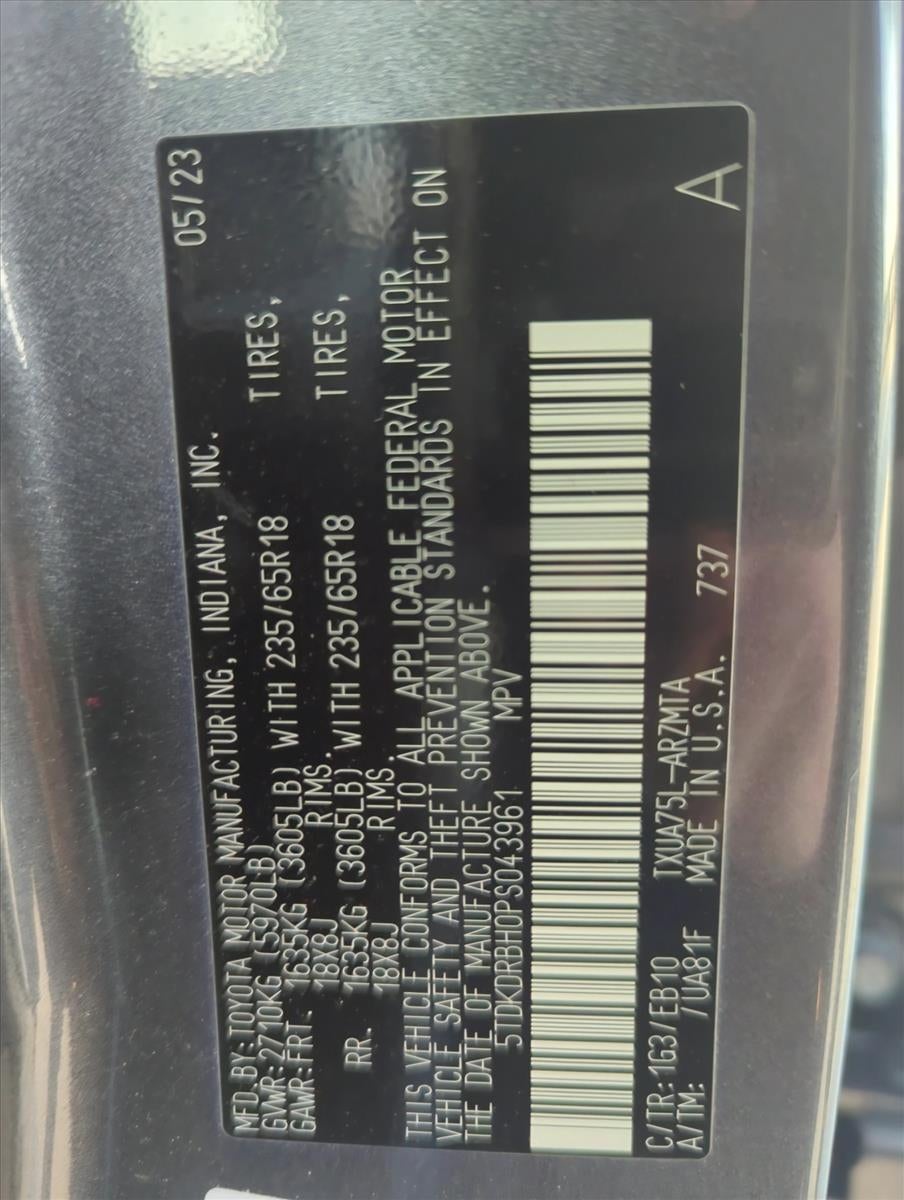 MFD.BY:TOYOTA MOTOR MANUFACTURING, INDIANA, INC. 05/23
GVWR:2710KG (5970LB)
GAWR:FRT. 1635KG (3605LB) WITH 235/65R18 TIRES,
18X8J RIMS.
RR. 1635KG (3605LB) WITH 235/65R18 TIRES,
18X8J RIMS.
THIS VEHICLE CONFORMS TO ALL APPLICABLE FEDERAL MOTOR
VEHICLE SAFETY AND THEFT PREVENTION STANDARDS IN EFFECT ON
THE DATE OF MANUFACTURE SHOWN ABOVE.
5TDKDRBH0PS043961 MPV
C/TR:1G3/EB10 TXUA75L-ARZMTA
A/TM: /UA81F MADE IN U.S.A. 737 A